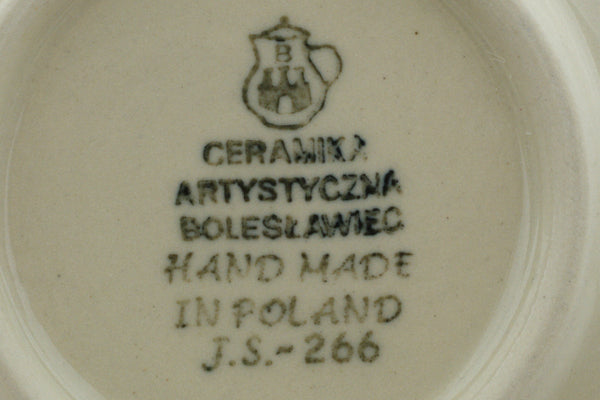 B
CERAMIKA
ARTYSTYCZNA
BOLESŁAWIEC
HAND MADE
IN POLAND
J.S.~266